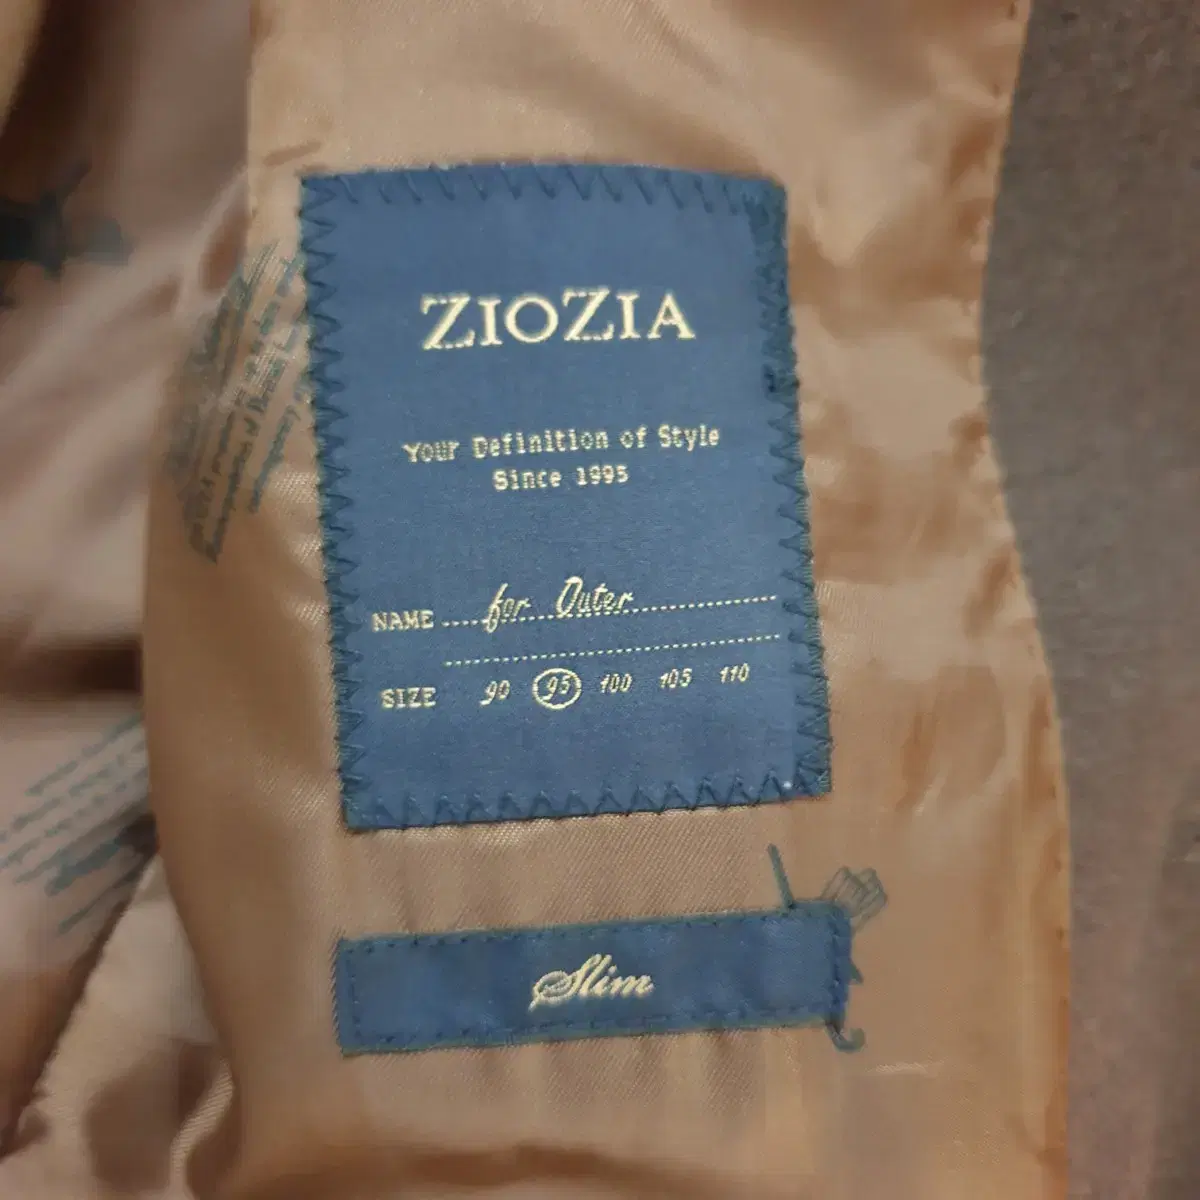 ZIOZIA
Your Definition of Style
Since 1995
NAME for Outer
SIZE 90 95 100 105 110
Slim